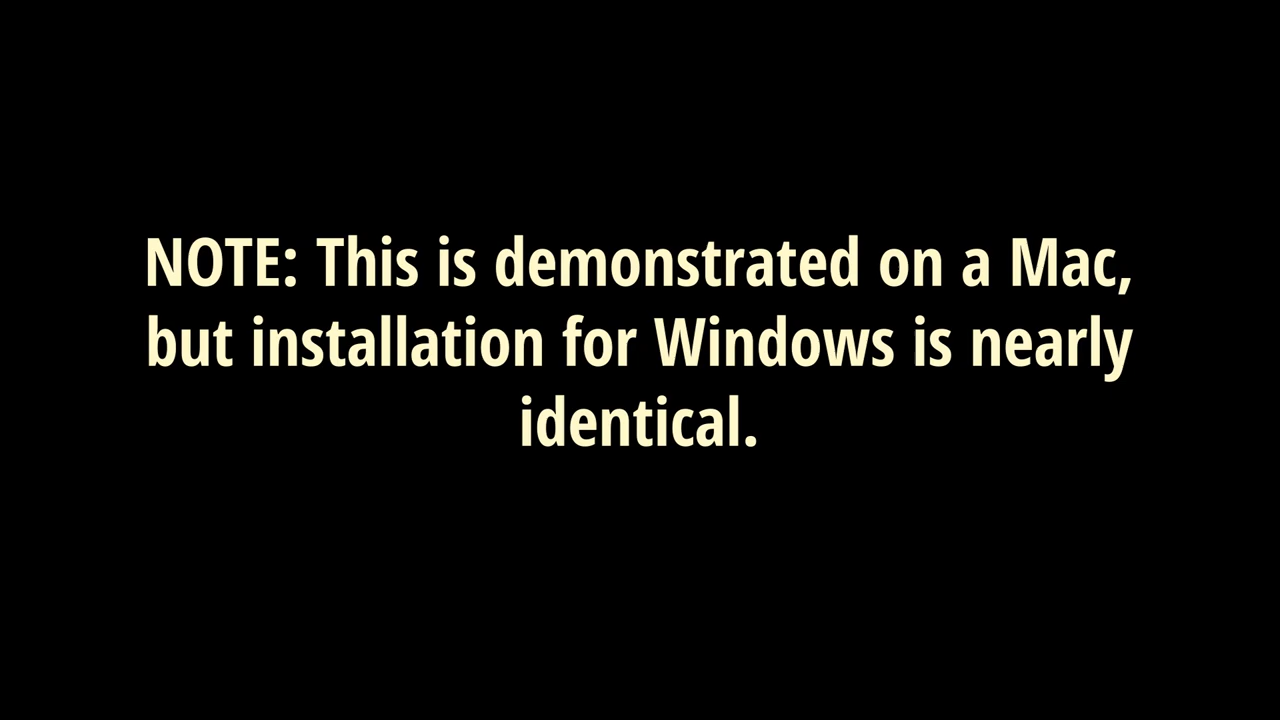 NOTE: This is demonstrated on a Mac,
but installation for Windows is nearly
identical.